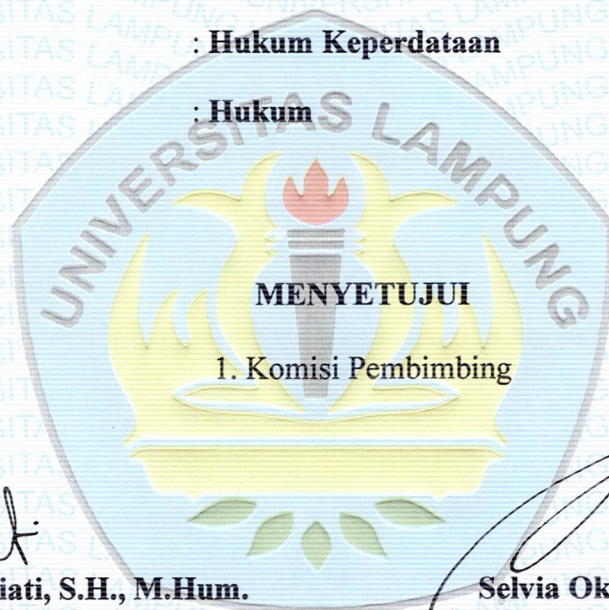 : Hukum Keperdataan
: Hukum
UNIVERSITAS LAMPUNG
MENYETUJUI
1. Komisi Pembimbing
iati, S.H., M.Hum.
Selvia Ok